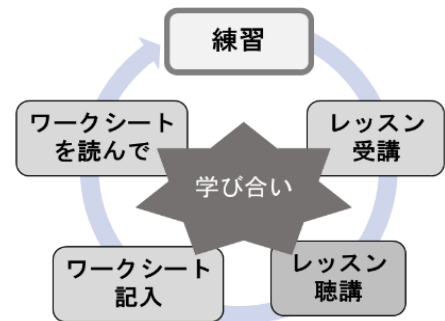 練習
レッスン
受講
レッスン
聴講
ワークシート
記入
ワークシート
を読んで
学び合い